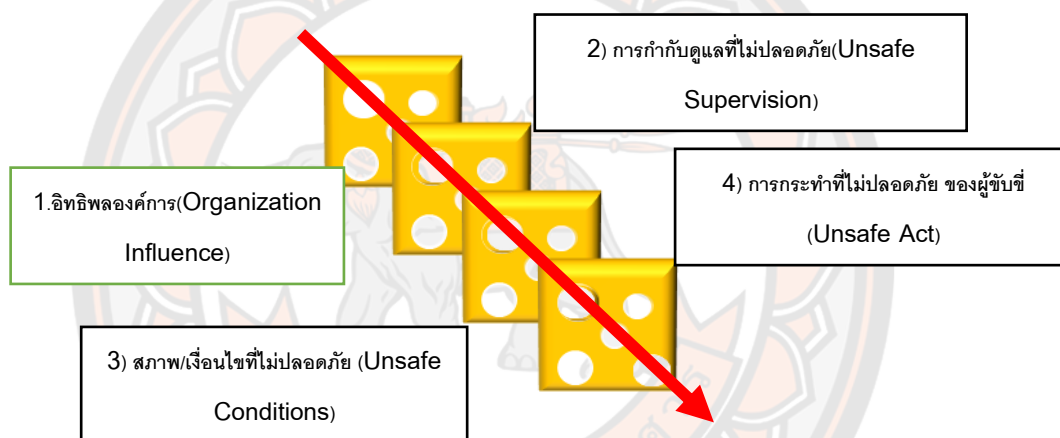 2) การกำกับดูแลที่ไม่ปลอดภัย(Unsafe
Supervision)
1.อิทธิพลองค์การ(Organization
Influence)
4) การกระทำที่ไม่ปลอดภัย ของผู้ขับขี่
(Unsafe Act)
3) สภาพ/เงื่อนไขที่ไม่ปลอดภัย (Unsafe
Conditions)